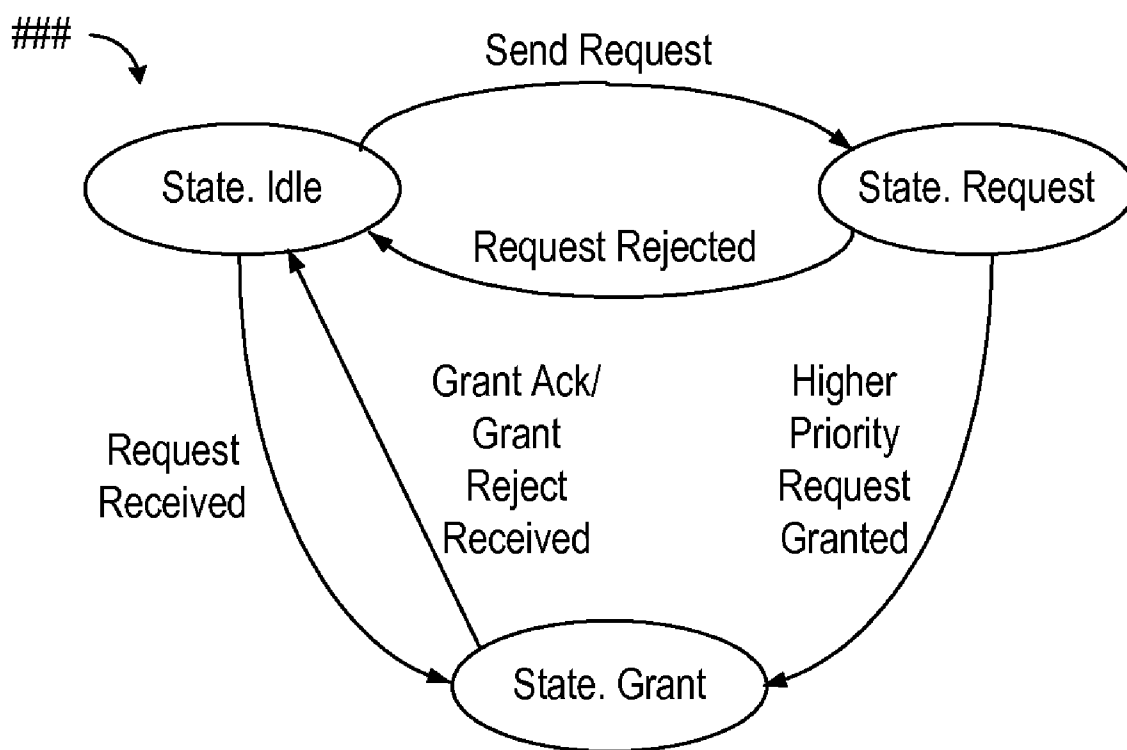 ###
Send Request
State. Idle
State. Request
Request Rejected
Grant Ack/
Grant
Reject
Received
Higher
Priority
Request
Granted
Request
Received
State. Grant